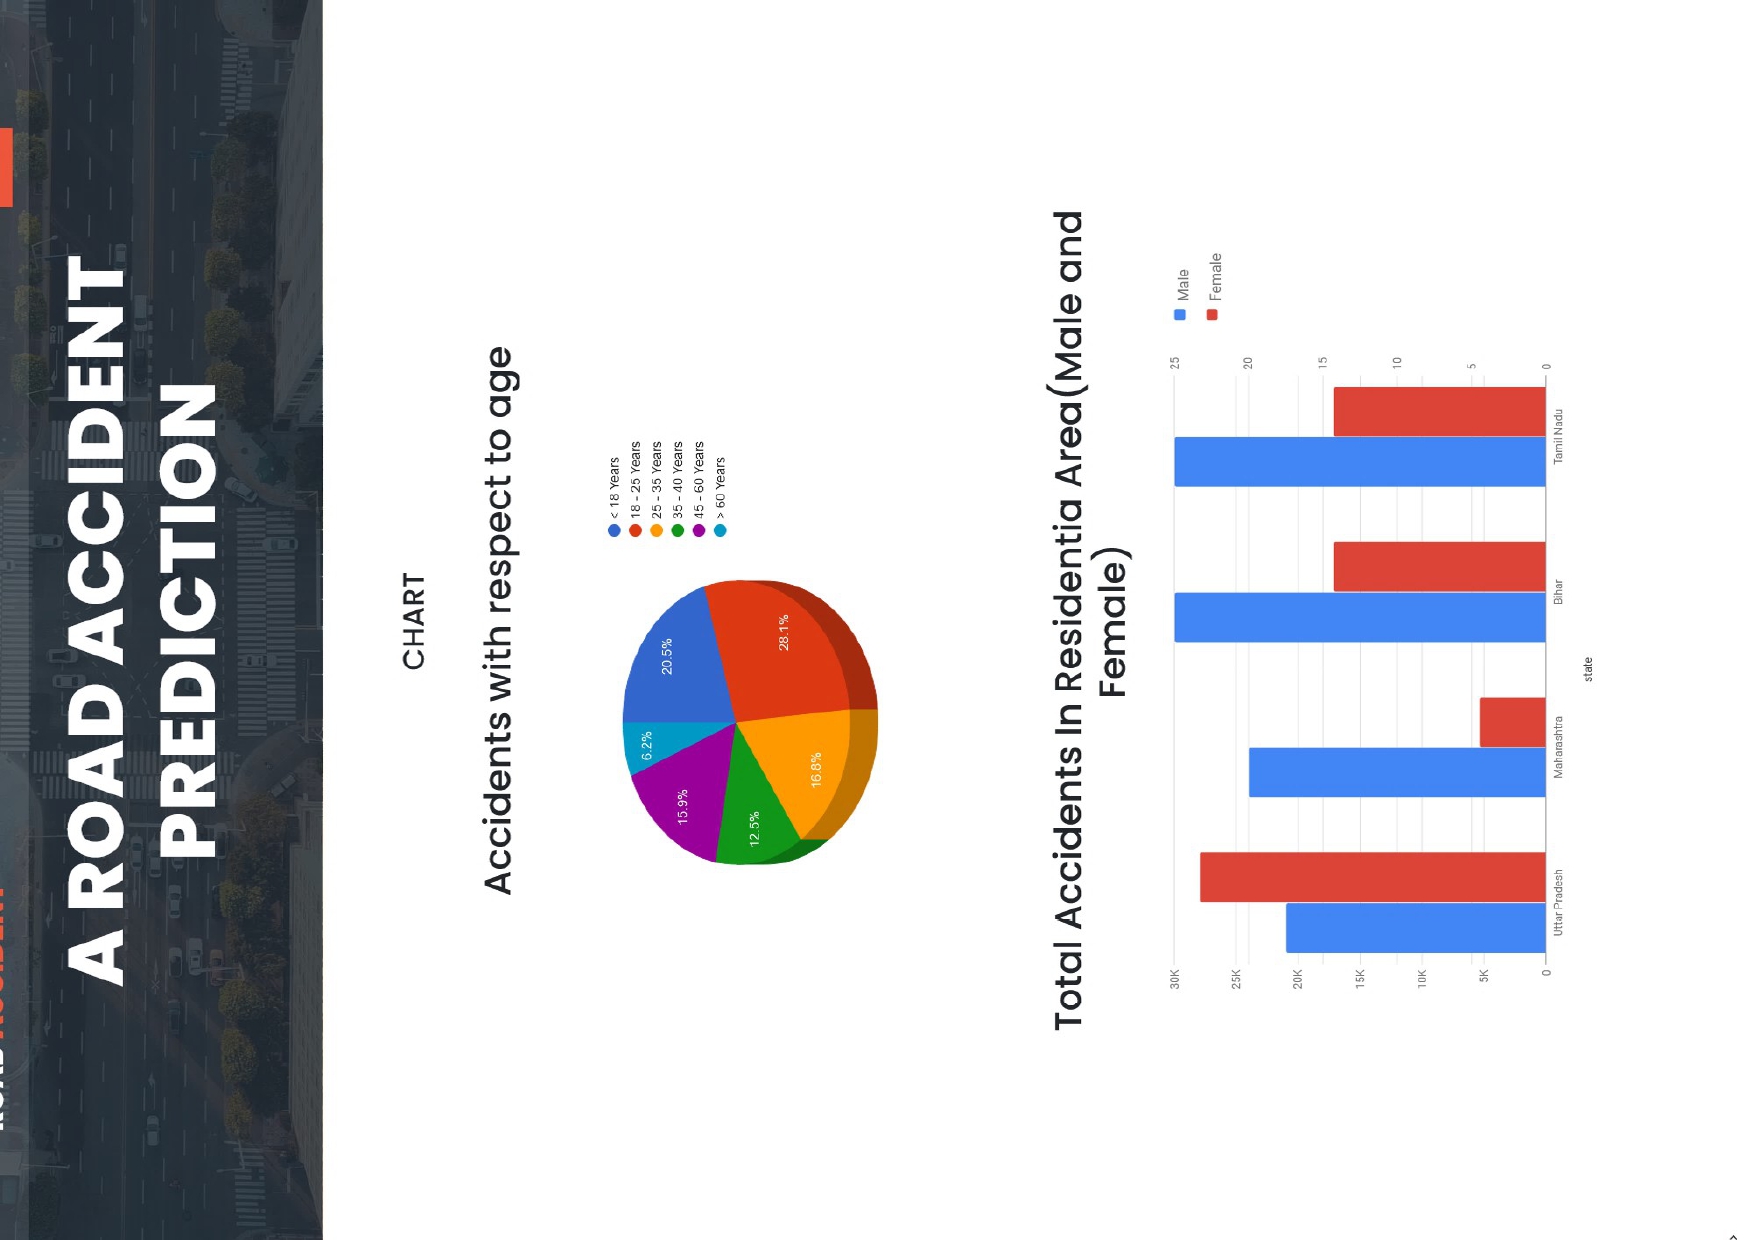 ROAD ACCIDENT
A ROAD ACCIDENT
PREDICTION
CHART
Accidents with respect to age
< 18 Years
18 - 25 Years
25 - 35 Years
35 - 40 Years
45 - 60 Years
> 60 Years
6.2%
20.5%
15.9%
12.5%
28.1%
16.8%
Total Accidents In Residentia Area(Male and
Female)
30K
25K
20K
15K
10K
5K
0
25
20
15
10
5
0
Male
Female
Uttar Pradesh
Maharashtra
Bihar
Tamil Nadu
state
>